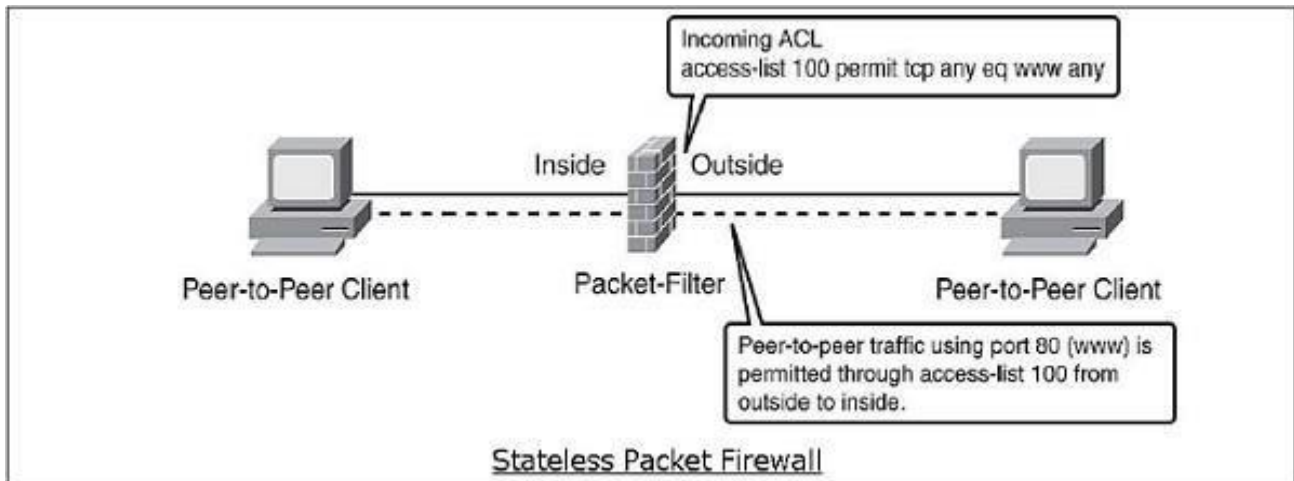 Incoming ACL
access-list 100 permit tcp any eq www any
Inside
Outside
Peer-to-Peer Client
Packet-Filter
Peer-to-Peer Client
Peer-to-peer traffic using port 80 (www) is
permitted through access-list 100 from
outside to inside.
Stateless Packet Firewall